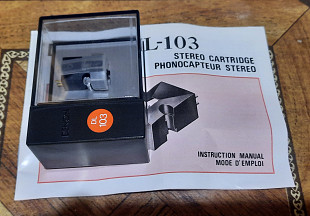 L-103
STEREO CARTRIDGE
PHONOCAPTEUR STEREO
DL
103
INSTRUCTION MANUAL
MODE D'EMPLOI